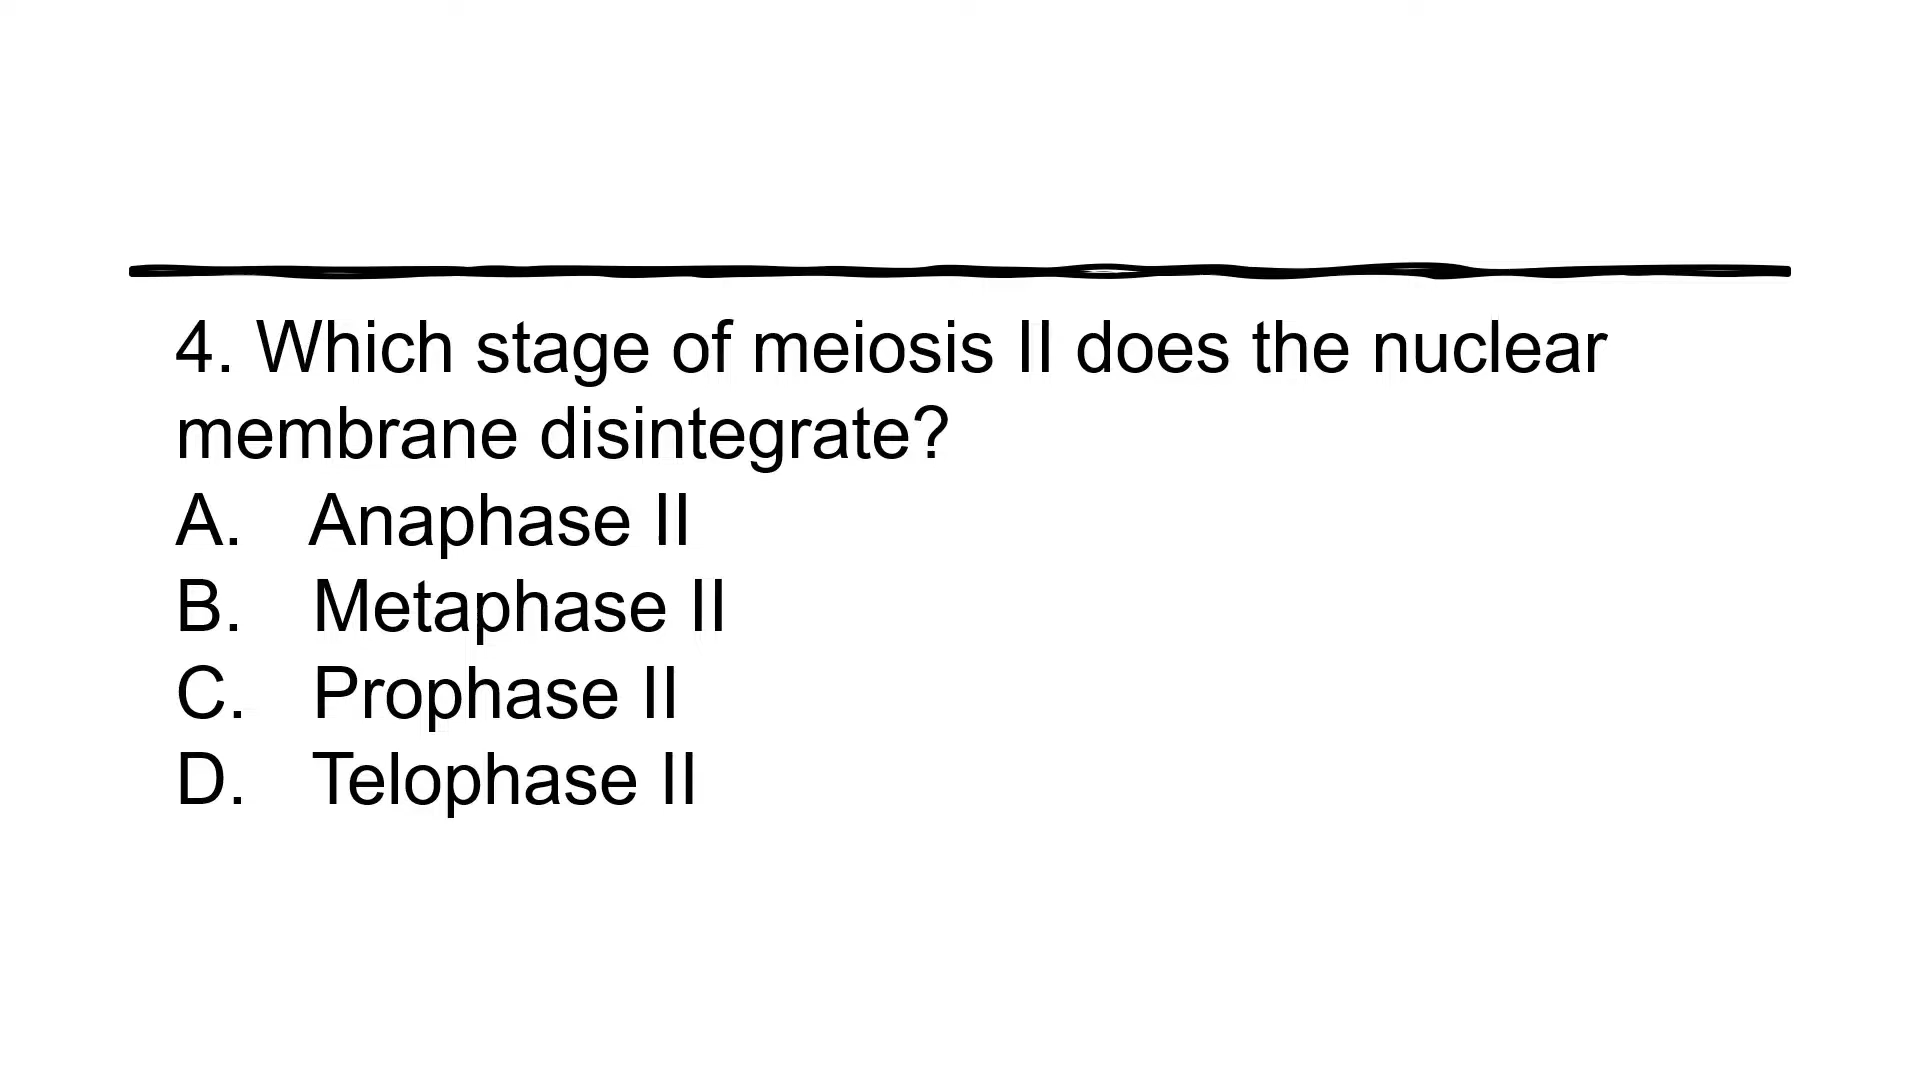 4. Which stage of meiosis II does the nuclear
membrane disintegrate?
A. Anaphase II
B. Metaphase II
C. Prophase II
D. Telophase II